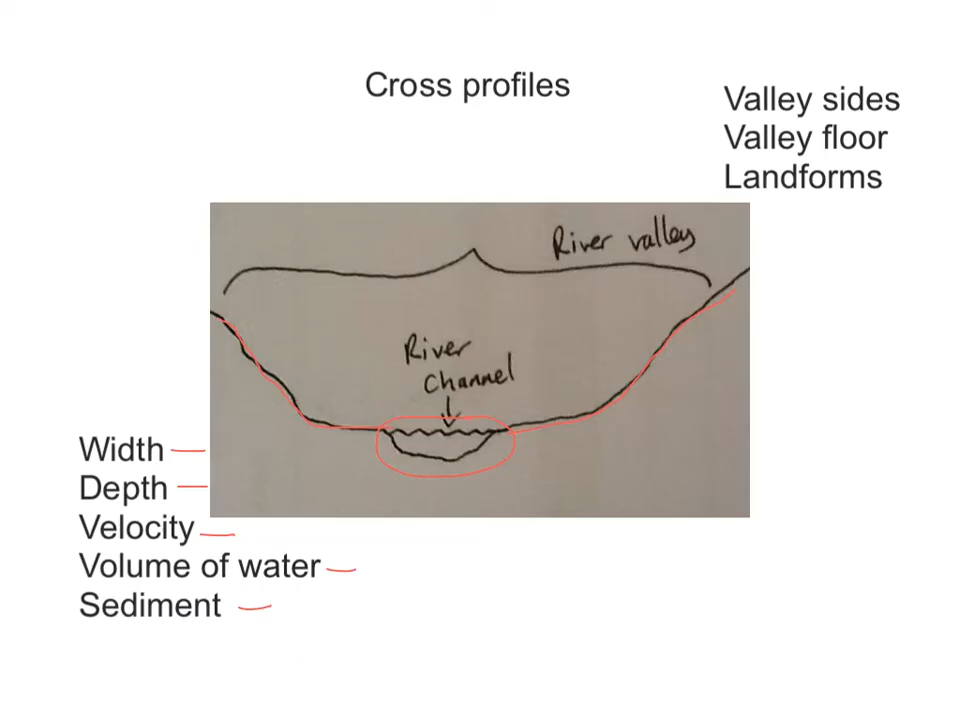 Cross profiles
Valley sides
Valley floor
Landforms
River valley
River
Channel
Width
Depth
Velocity
Volume of water
Sediment